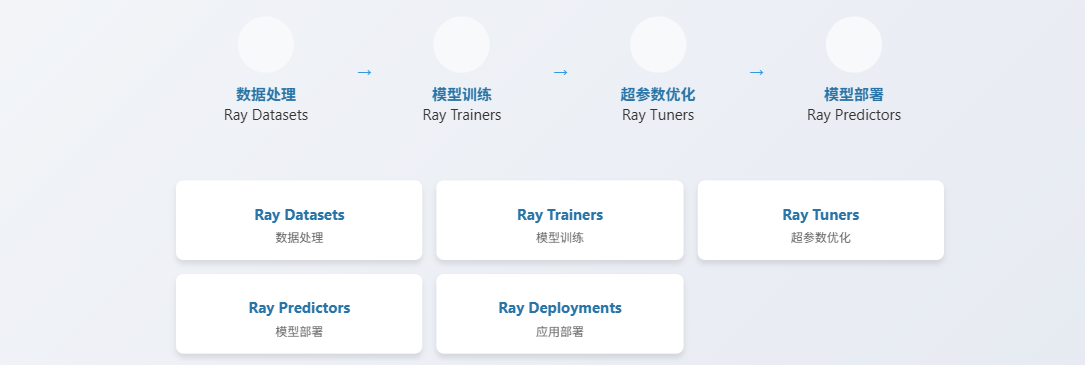 → → →
数据处理 模型训练 超参数优化 模型部署
Ray Datasets Ray Trainers Ray Tuners Ray Predictors
Ray Datasets Ray Trainers Ray Tuners
数据处理 模型训练 超参数优化
Ray Predictors Ray Deployments
模型部署 应用部署